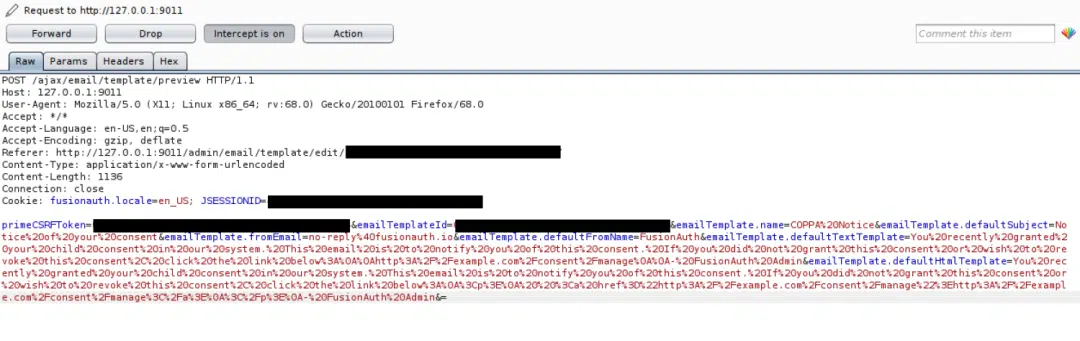 Request to http://127.0.0.1:9011
Forward Drop Intercept is on Action Comment this item
Raw Params Headers Hex
POST /ajax/email/template/preview HTTP/1.1
Host: 127.0.0.1:9011
User-Agent: Mozilla/5.0 (X11; Linux x86_64; rv:68.0) Gecko/20100101 Firefox/68.0
Accept: */*
Accept-Language: en-US,en;q=0.5
Accept-Encoding: gzip, deflate
Referer: http://127.0.0.1:9011/admin/email/template/edit/
Content-Type: application/x-www-form-urlencoded
Content-Length: 1136
Connection: close
Cookie: fusionauth.locale=en_US; JSESSIONID=
primeCSRFToken= &emailTemplateId= &emailTemplate.name=COPPA%20Notice&emailTemplate.defaultSubject=No
tice%20of%20your%20consent&emailTemplate.fromEmail=no-reply%40fusionauth.io&emailTemplate.defaultFromName=FusionAuth&emailTemplate.defaultTextTemplate=You%20recently%20granted%2
0your%20child%20consent%20in%20our%20system.%20This%20email%20is%20to%20notify%20you%20of%20this%20consent.%20If%20you%20did%20not%20grant%20this%20consent%20or%20wish%20to%20re
voke%20this%20consent%2C%20click%20the%20link%20below%3A%0A%0Ahttp%3A%2F%2Fexample.com%2Fconsent%2Fmanage%0A%0A-%20FusionAuth%20Admin&emailTemplate.defaultHtmlTemplate=You%20rec
ently%20granted%20your%20child%20consent%20in%20our%20system.%20This%20email%20is%20to%20notify%20you%20of%20this%20consent.%20If%20you%20did%20not%20grant%20this%20consent%20or
%20wish%20to%20revoke%20this%20consent%2C%20click%20the%20link%20below%3A%0A%3Cp%3E%0A%20%20%3Ca%20href%3D%22http%3A%2F%2Fexample.com%2Fconsent%2Fmanage%22%3Ehttp%3A%2F%2Fexampl
e.com%2Fconsent%2Fmanage%3C%2Fa%3E%0A%3C%2Fp%3E%0A-%20FusionAuth%20Admin&=